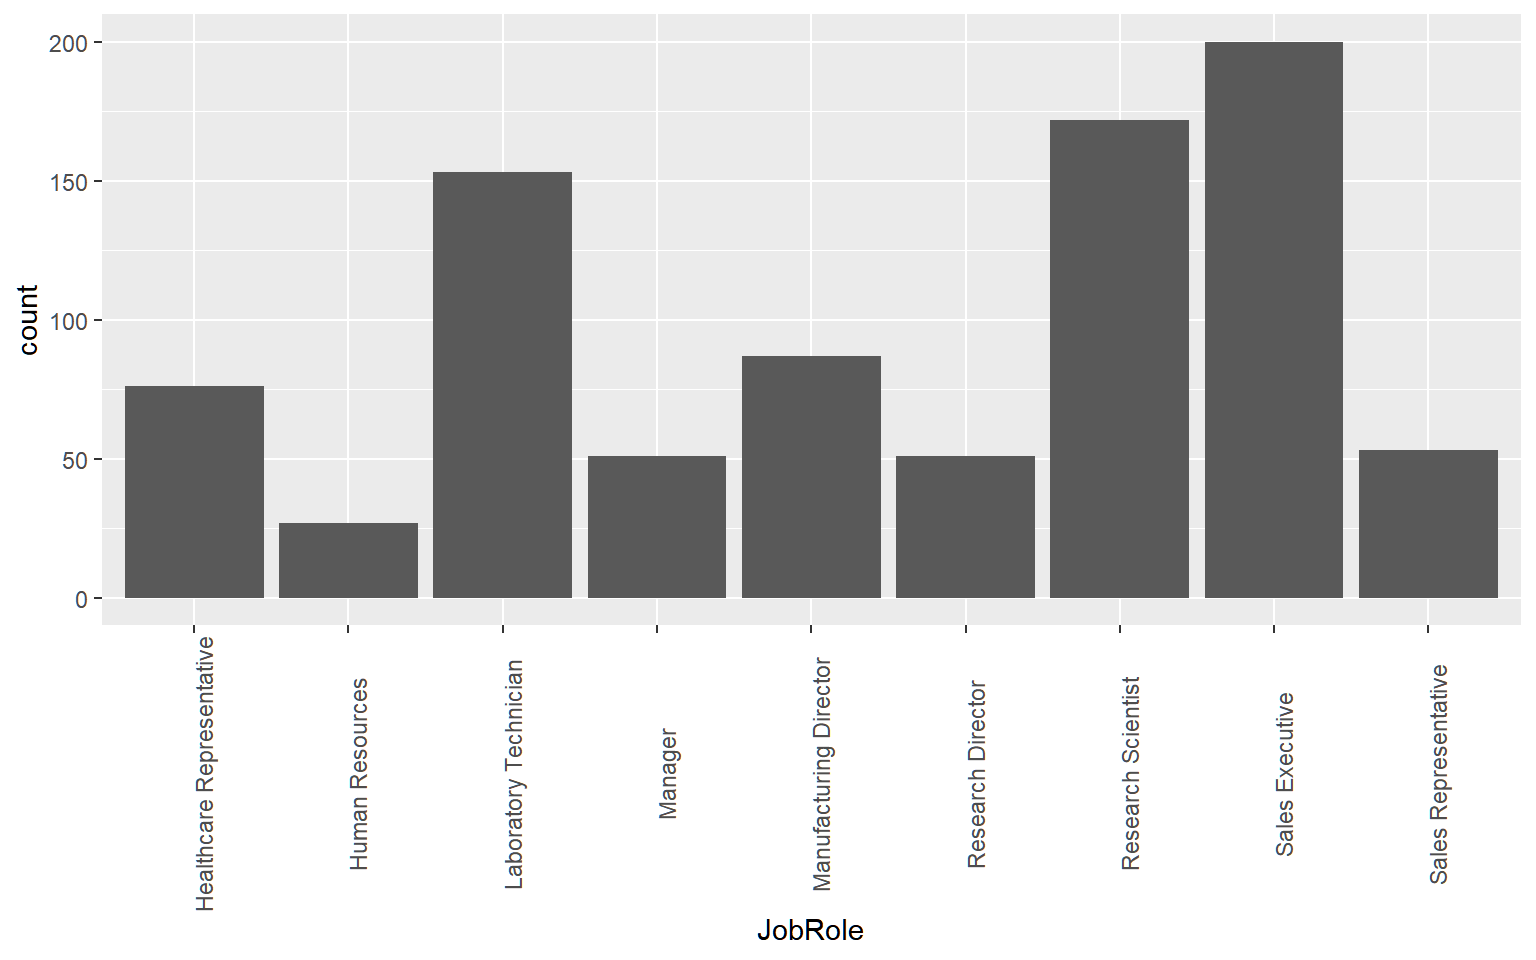 count
200
150
100
50
0
Healthcare Representative
Human Resources
Laboratory Technician
Manager
Manufacturing Director
Research Director
Research Scientist
Sales Executive
Sales Representative
JobRole